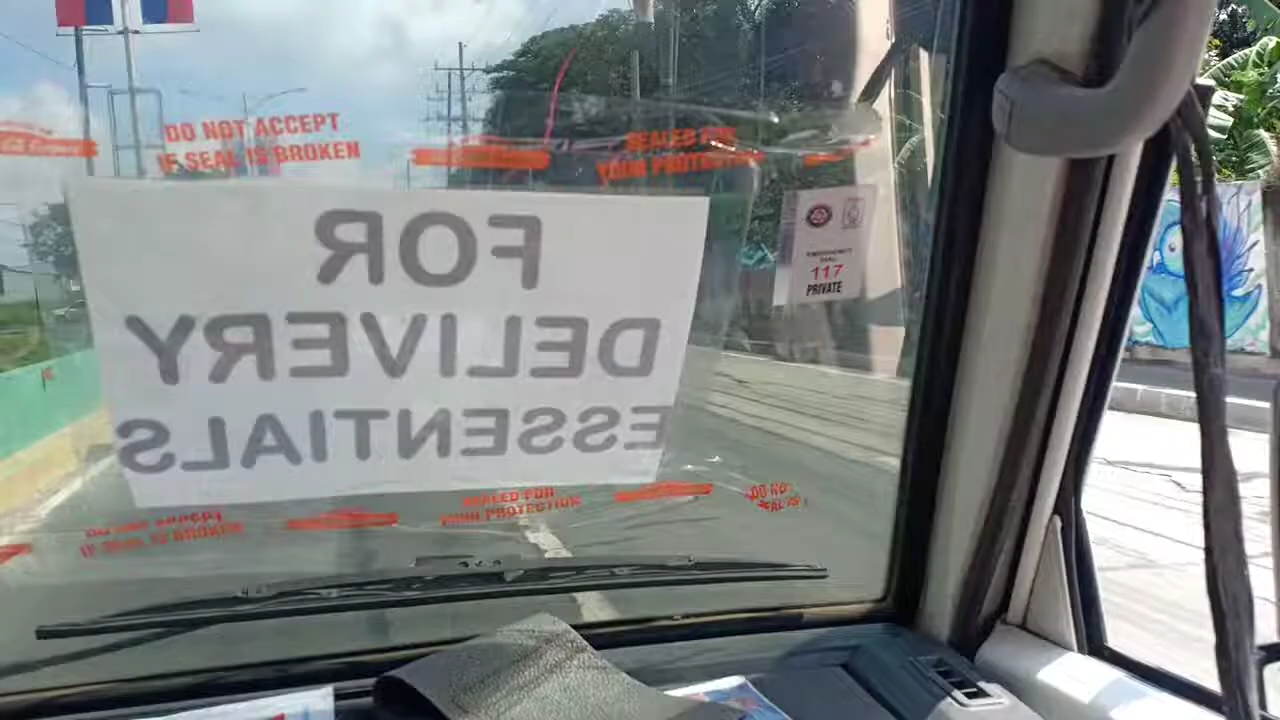 DO NOT ACCEPT
IF SEAL IS BROKEN
SEALED FOR
YOUR PROTECTION
FOR
DELIVERY
ESSENTIALS
EMERGENCY
117
PRIVATE
SEALED FOR
YOUR PROTECTION
DO NOT ACCEPT
IF SEAL IS BROKEN